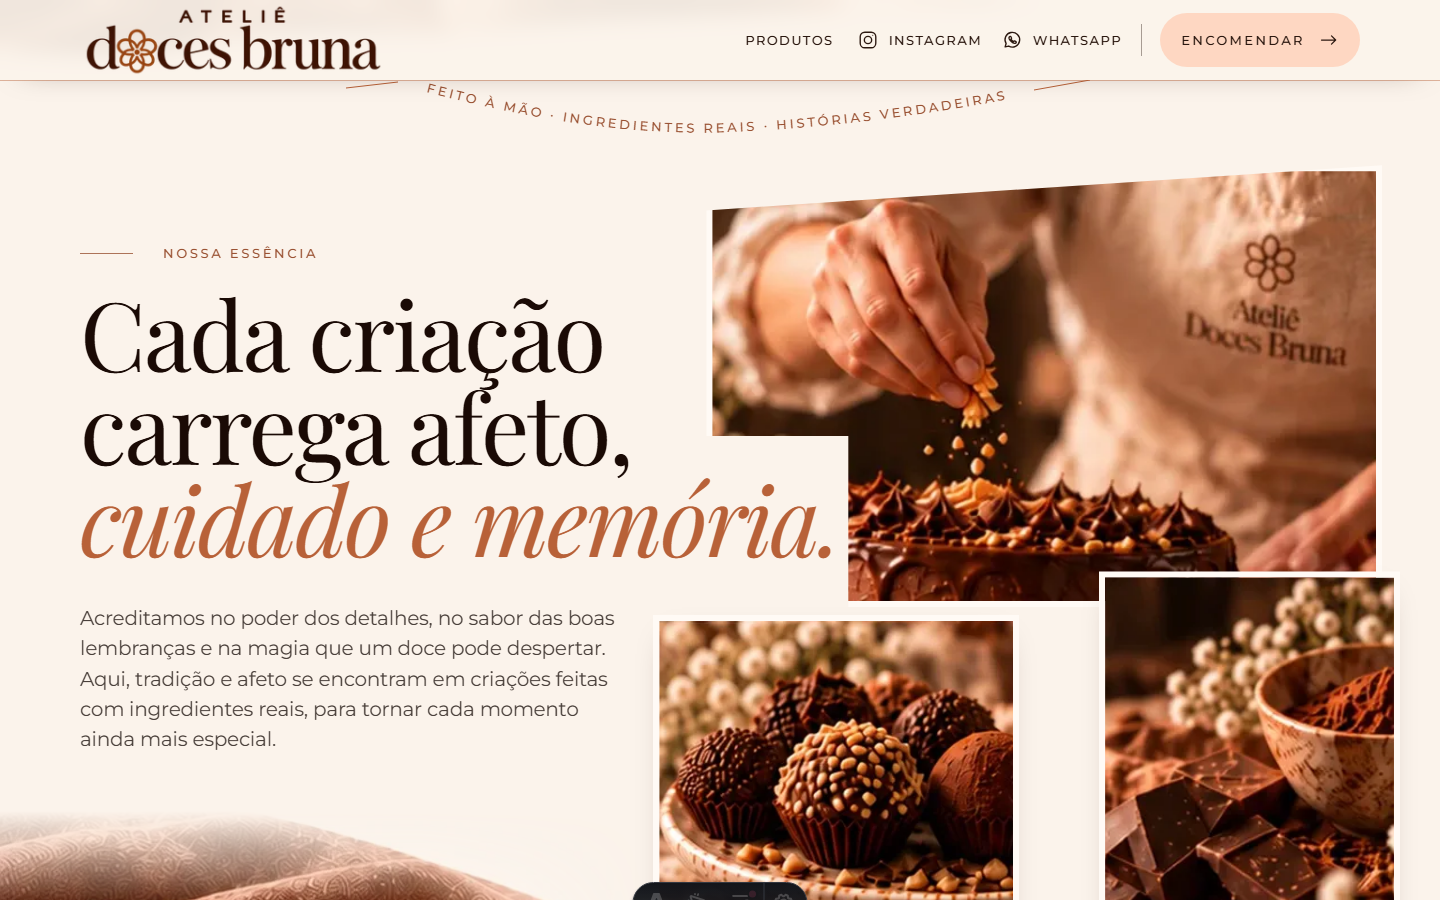 ATELIÊ
doces bruna
PRODUTOS
INSTAGRAM
WHATSAPP
ENCOMENDAR
FEITO À MÃO · INGREDIENTES REAIS · HISTÓRIAS VERDADEIRAS
NOSSA ESSÊNCIA
Cada criação
carrega afeto,
cuidado e memória.
Ateliê
Doces Bruna
Acreditamos no poder dos detalhes, no sabor das boas
lembranças e na magia que um doce pode despertar.
Aqui, tradição e afeto se encontram em criações feitas
com ingredientes reais, para tornar cada momento
ainda mais especial.